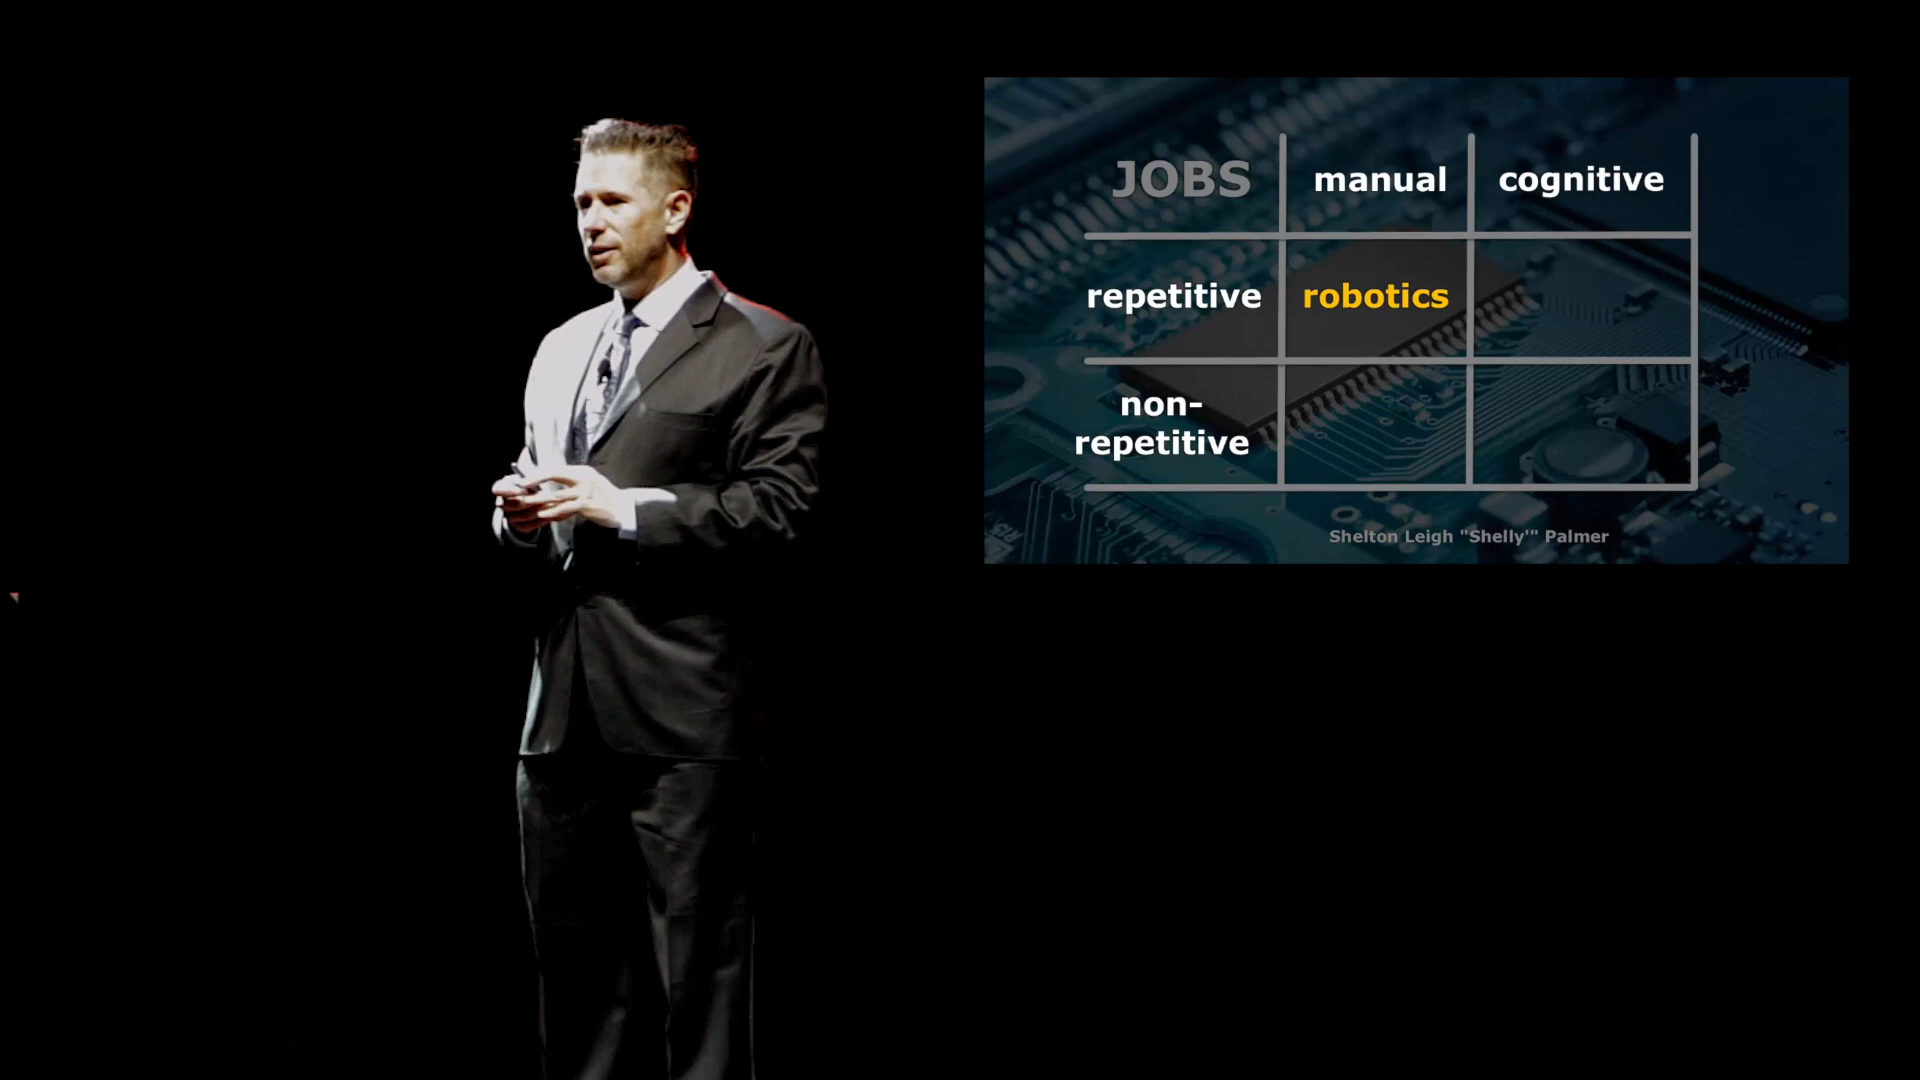 JOBS manual cognitive
repetitive robotics
non-
repetitive
Shelton Leigh "Shelly'" Palmer